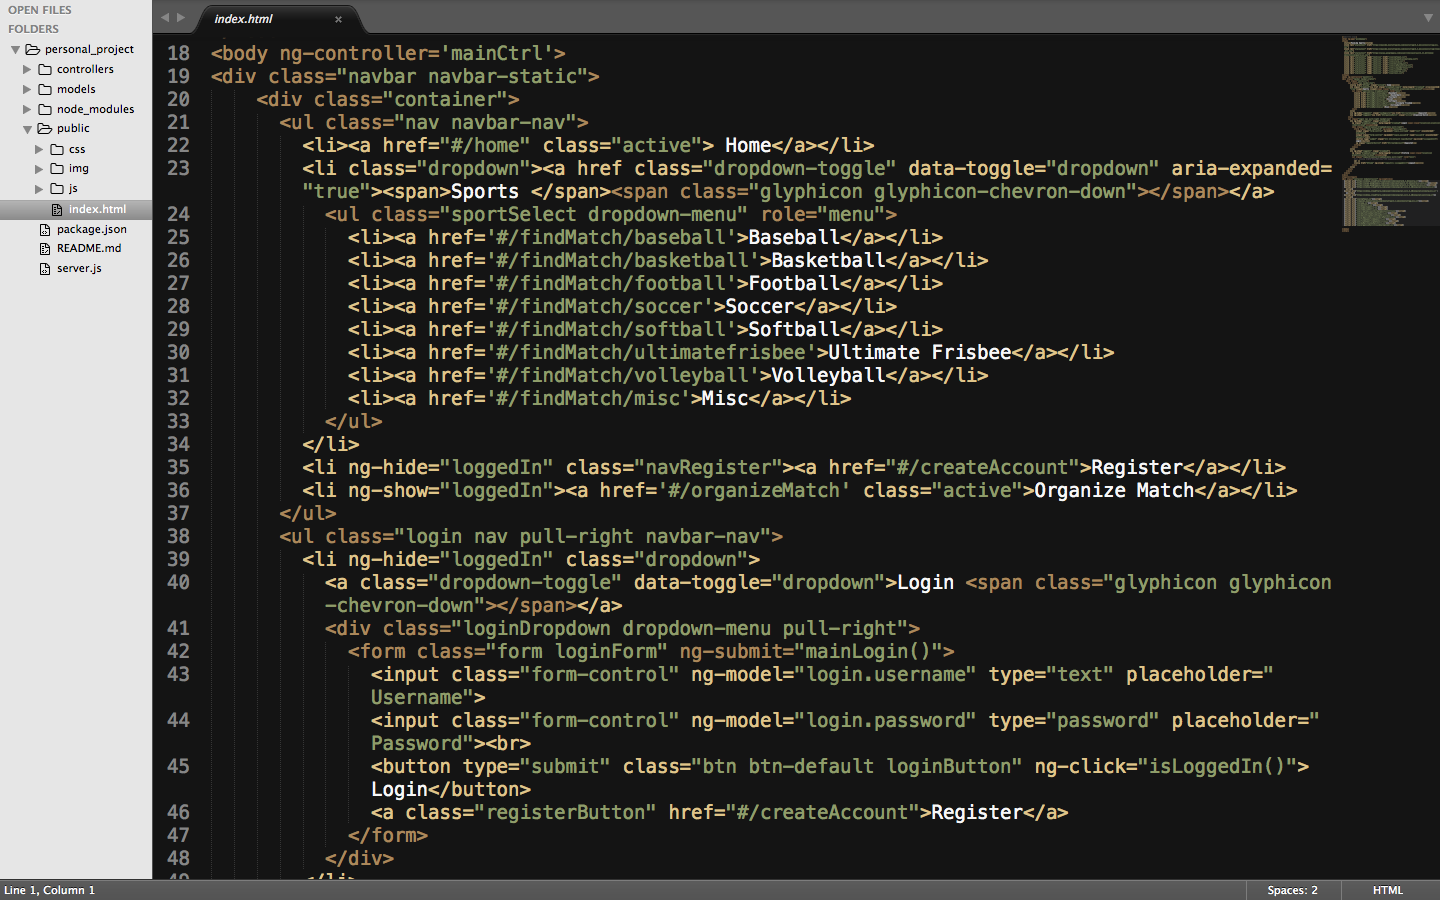 OPEN FILES
FOLDERS
personal_project
controllers
models
node_modules
public
css
img
js
index.html
package.json
README.md
server.js
index.html ×
18 <body ng-controller='mainCtrl'>
19 <div class="navbar navbar-static">
20 <div class="container">
21 <ul class="nav navbar-nav">
22 <li><a href="#/home" class="active"> Home</a></li>
23 <li class="dropdown"><a href class="dropdown-toggle" data-toggle="dropdown" aria-expanded=
"true"><span>Sports </span><span class="glyphicon glyphicon-chevron-down"></span></a>
24 <ul class="sportSelect dropdown-menu" role="menu">
25 <li><a href='#/findMatch/baseball'>Baseball</a></li>
26 <li><a href='#/findMatch/basketball'>Basketball</a></li>
27 <li><a href='#/findMatch/football'>Football</a></li>
28 <li><a href='#/findMatch/soccer'>Soccer</a></li>
29 <li><a href='#/findMatch/softball'>Softball</a></li>
30 <li><a href='#/findMatch/ultimatefrisbee'>Ultimate Frisbee</a></li>
31 <li><a href='#/findMatch/volleyball'>Volleyball</a></li>
32 <li><a href='#/findMatch/misc'>Misc</a></li>
33 </ul>
34 </li>
35 <li ng-hide="loggedIn" class="navRegister"><a href="#/createAccount">Register</a></li>
36 <li ng-show="loggedIn"><a href='#/organizeMatch' class="active">Organize Match</a></li>
37 </ul>
38 <ul class="login nav pull-right navbar-nav">
39 <li ng-hide="loggedIn" class="dropdown">
40 <a class="dropdown-toggle" data-toggle="dropdown">Login <span class="glyphicon glyphicon
-chevron-down"></span></a>
41 <div class="loginDropdown dropdown-menu pull-right">
42 <form class="form loginForm" ng-submit="mainLogin()">
43 <input class="form-control" ng-model="login.username" type="text" placeholder="
Username">
44 <input class="form-control" ng-model="login.password" type="password" placeholder="
Password"><br>
45 <button type="submit" class="btn btn-default loginButton" ng-click="isLoggedIn()">
Login</button>
46 <a class="registerButton" href="#/createAccount">Register</a>
47 </form>
48 </div>
49 </li>
Line 1, Column 1
Spaces: 2
HTML